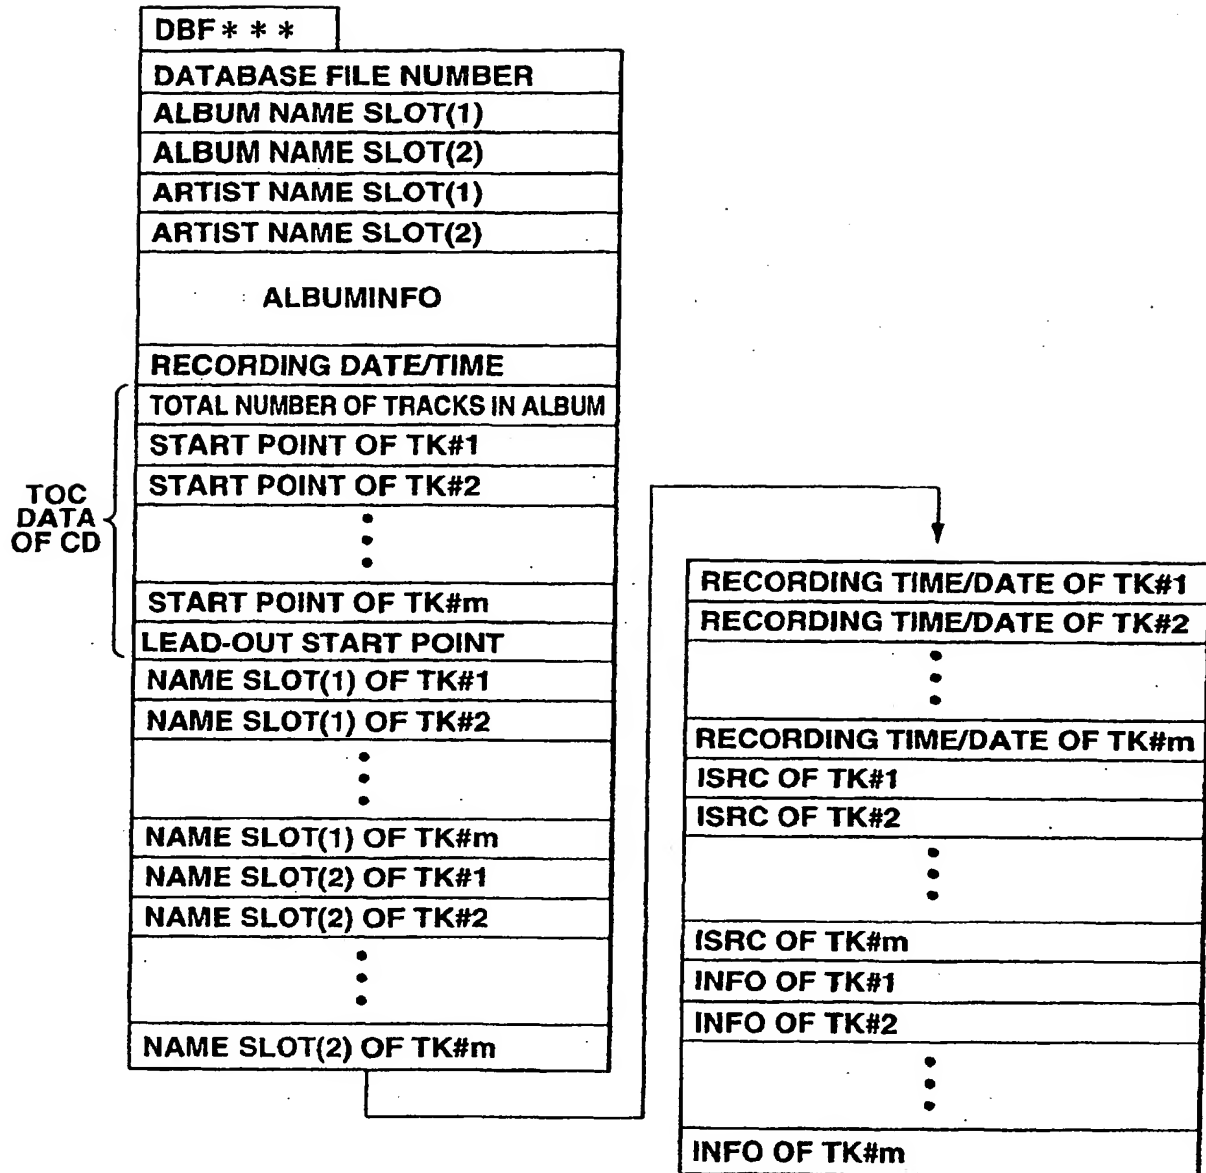 DBF＊＊＊
DATABASE FILE NUMBER
ALBUM NAME SLOT(1)
ALBUM NAME SLOT(2)
ARTIST NAME SLOT(1)
ARTIST NAME SLOT(2)
ALBUMINFO
RECORDING DATE/TIME
TOTAL NUMBER OF TRACKS IN ALBUM
START POINT OF TK#1
START POINT OF TK#2
START POINT OF TK#m
LEAD-OUT START POINT
TOC
DATA
OF CD
NAME SLOT(1) OF TK#1
NAME SLOT(1) OF TK#2
NAME SLOT(1) OF TK#m
NAME SLOT(2) OF TK#1
NAME SLOT(2) OF TK#2
NAME SLOT(2) OF TK#m
RECORDING TIME/DATE OF TK#1
RECORDING TIME/DATE OF TK#2
RECORDING TIME/DATE OF TK#m
ISRC OF TK#1
ISRC OF TK#2
ISRC OF TK#m
INFO OF TK#1
INFO OF TK#2
INFO OF TK#m